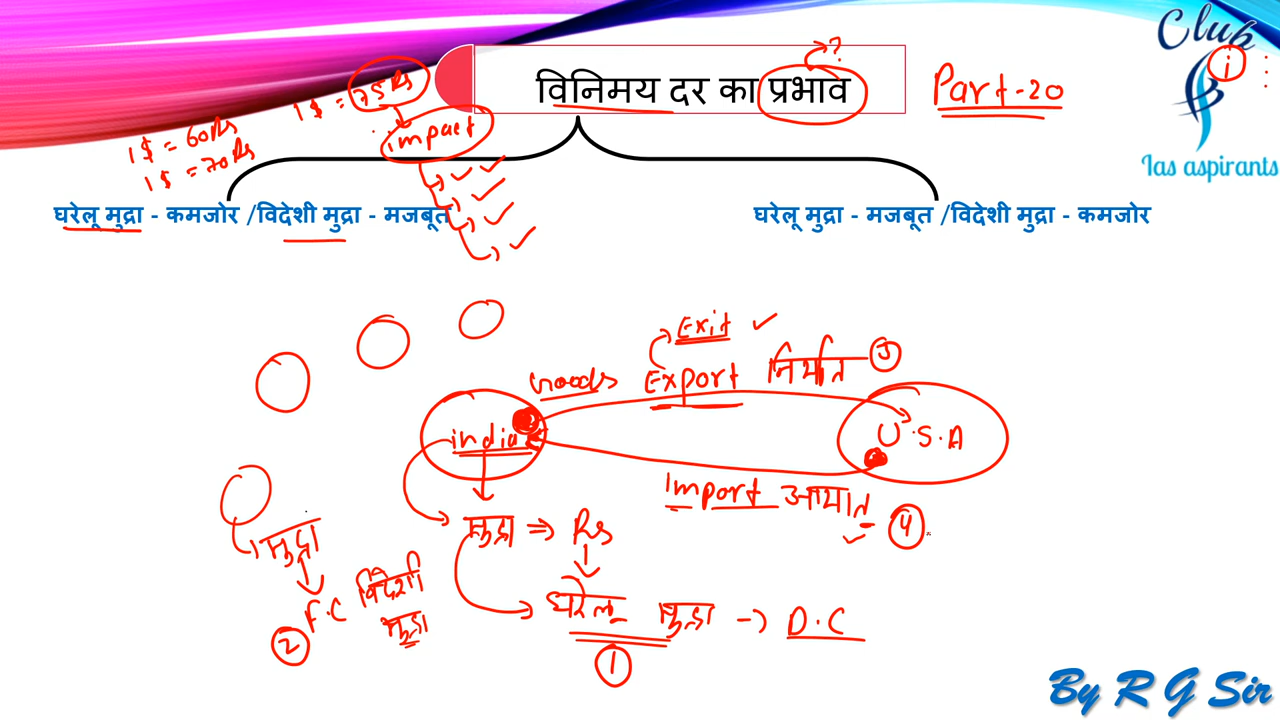 Club
Ias aspirants
i
?
विनिमय दर का प्रभाव
Part-20
1$ = 75 Rs
impact
1$ = 60 Rs
1$ = 70 Rs
घरेलू मुद्रा - कमजोर /विदेशी मुद्रा - मजबूत
घरेलू मुद्रा - मजबूत /विदेशी मुद्रा - कमजोर
Exit
Goods Export निर्यात 3
india
U.S.A
Import आयात 4
मुद्रा ⇒ Rs
मुद्रा
F.C विदेशी मुद्रा
2
घरेलू मुद्रा → D.C
1
By R G Sir